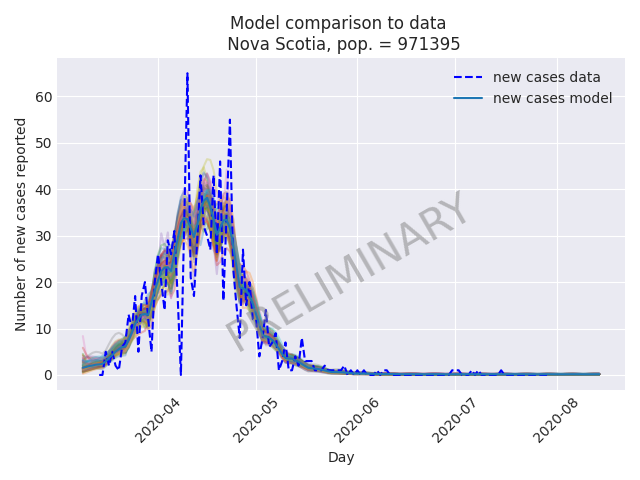 Model comparison to data
Nova Scotia, pop. = 971395
new cases data
new cases model
Number of new cases reported
60
50
40
30
20
10
0
PRELIMINARY
2020-04
2020-05
2020-06
2020-07
2020-08
Day